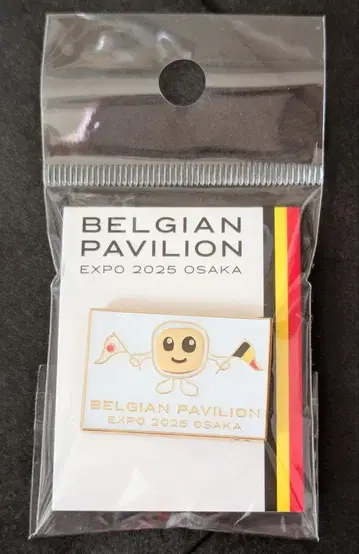 BELGIAN
PAVILION
EXPO 2025 OSAKA
BELGIAN PAVILION
EXPO 2025 OSAKA